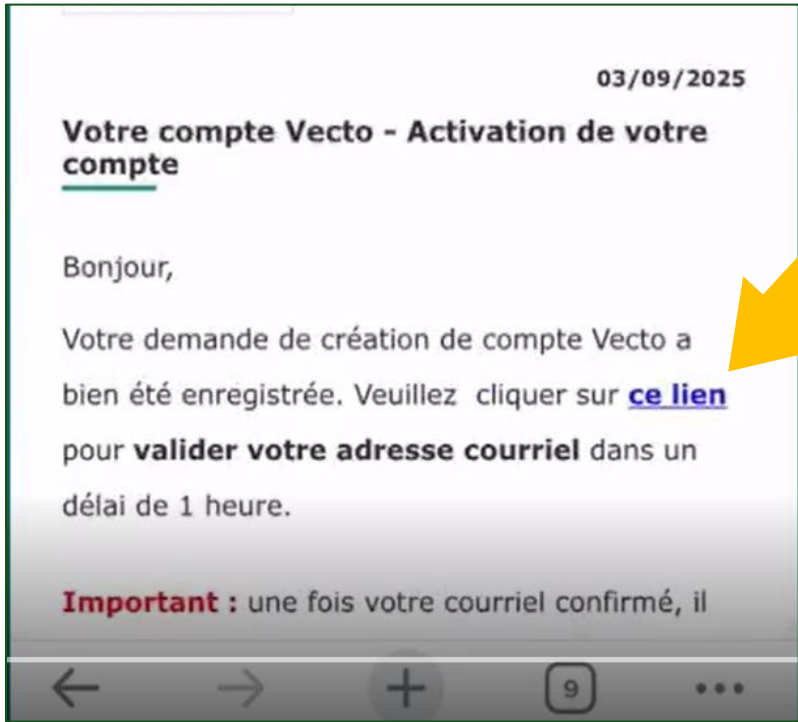 03/09/2025
Votre compte Vecto - Activation de votre
compte
Bonjour,
Votre demande de création de compte Vecto a
bien été enregistrée. Veuillez cliquer sur ce lien
pour valider votre adresse courriel dans un
délai de 1 heure.
Important : une fois votre courriel confirmé, il
9